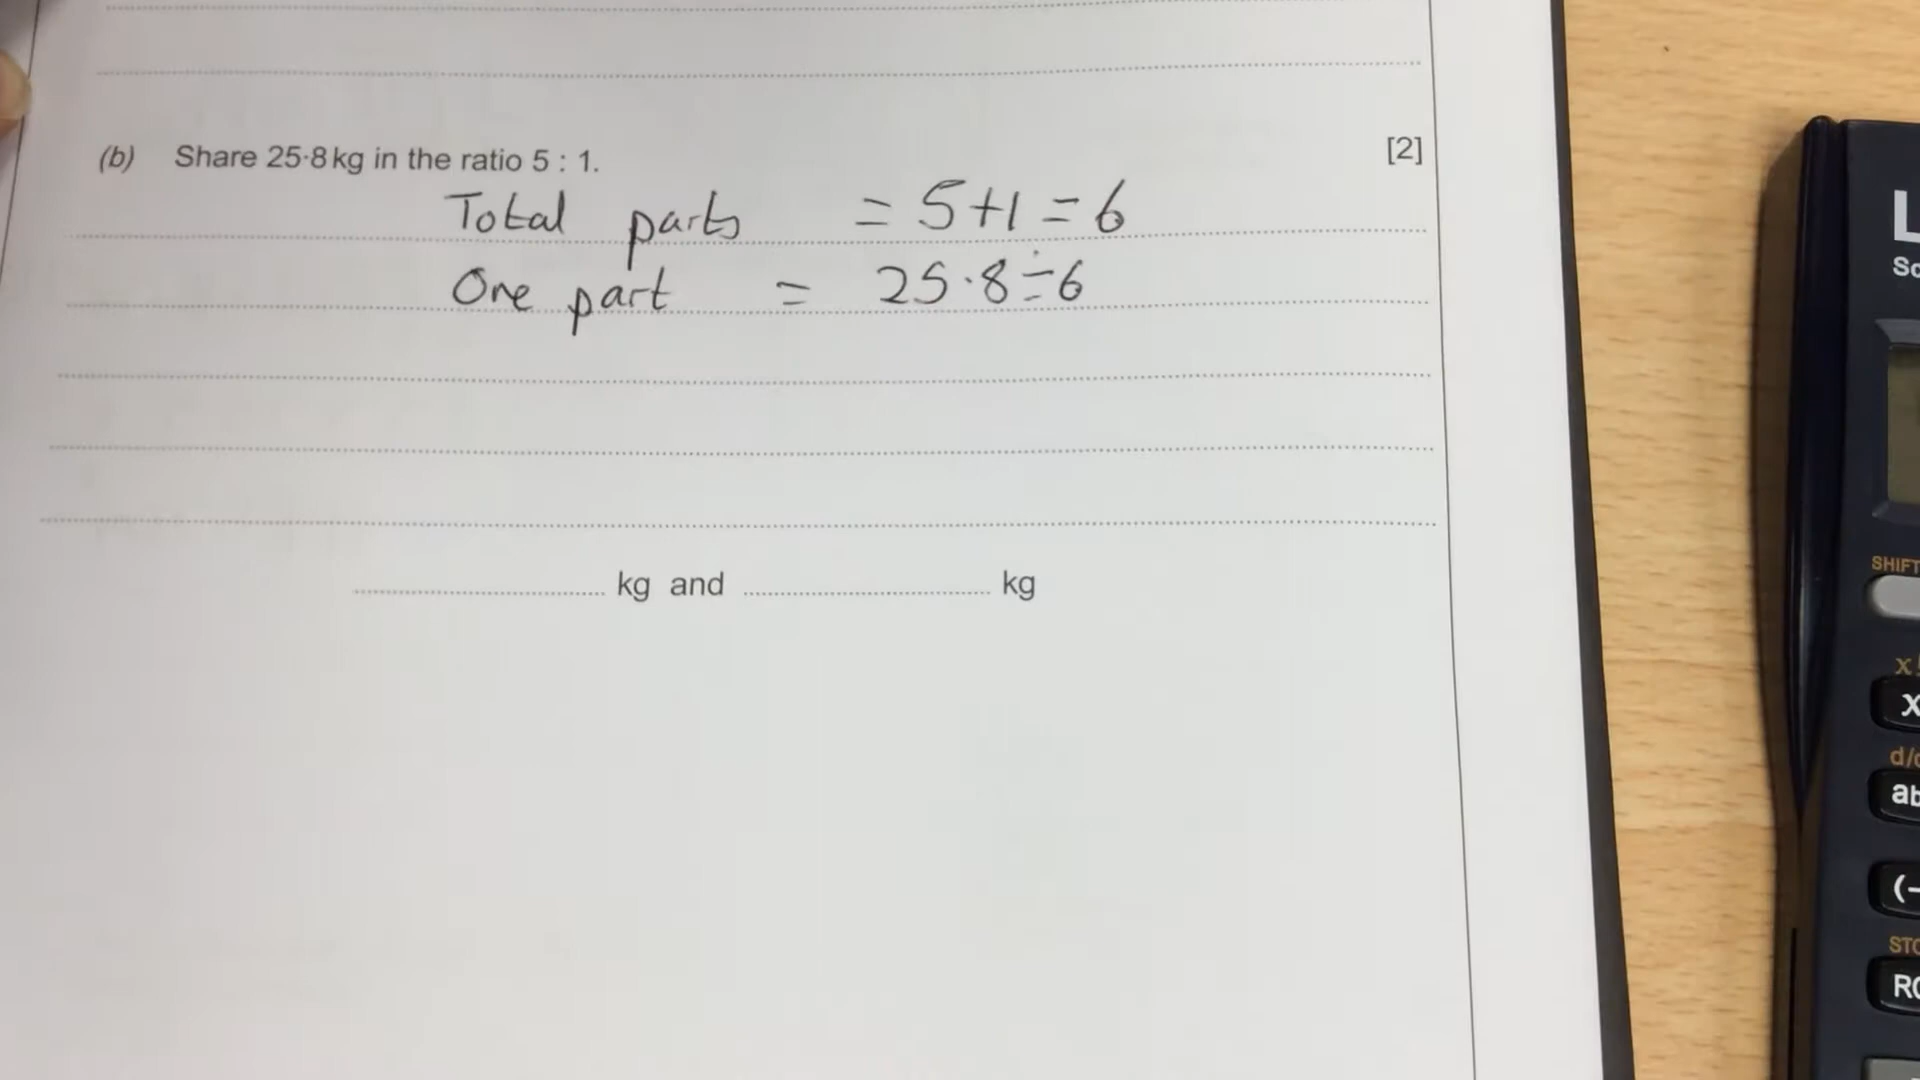 (b) Share 25·8 kg in the ratio 5 : 1. [2]
Total parts = 5+1 = 6
One part = 25·8÷6
kg and kg
SHIFT